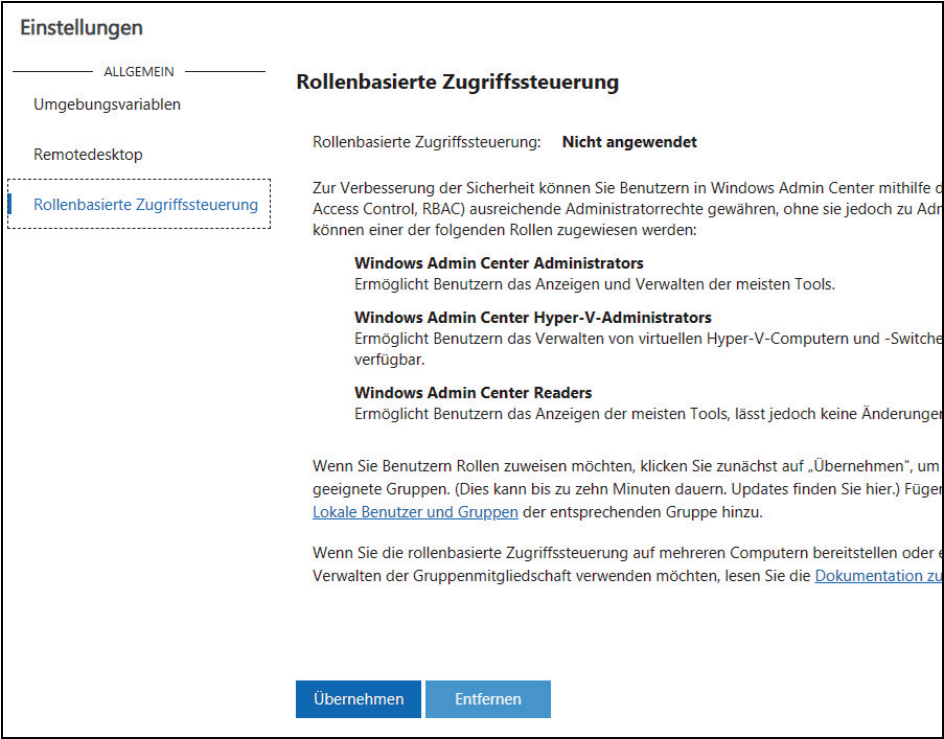 Einstellungen
ALLGEMEIN
Umgebungsvariablen
Remotedesktop
Rollenbasierte Zugriffssteuerung
Rollenbasierte Zugriffssteuerung
Rollenbasierte Zugriffssteuerung: Nicht angewendet
Zur Verbesserung der Sicherheit können Sie Benutzern in Windows Admin Center mithilfe
Access Control, RBAC) ausreichende Administratorrechte gewähren, ohne sie jedoch zu
können einer der folgenden Rollen zugewiesen werden:
Windows Admin Center Administrators
Ermöglicht Benutzern das Anzeigen und Verwalten der meisten Tools.
Windows Admin Center Hyper-V-Administrators
Ermöglicht Benutzern das Verwalten von virtuellen Hyper-V-Computern und
verfügbar.
Windows Admin Center Readers
Ermöglicht Benutzern das Anzeigen der meisten Tools, lässt jedoch keine
Wenn Sie Benutzern Rollen zuweisen möchten, klicken Sie zunächst auf „Übernehmen“, um
geeignete Gruppen. (Dies kann bis zu zehn Minuten dauern. Updates finden Sie hier.)
Lokale Benutzer und Gruppen der entsprechenden Gruppe hinzu.
Wenn Sie die rollenbasierte Zugriffssteuerung auf mehreren Computern bereitstellen oder
Verwalten der Gruppenmitgliedschaft verwenden möchten, lesen Sie die Dokumentation zu
Übernehmen Entfernen